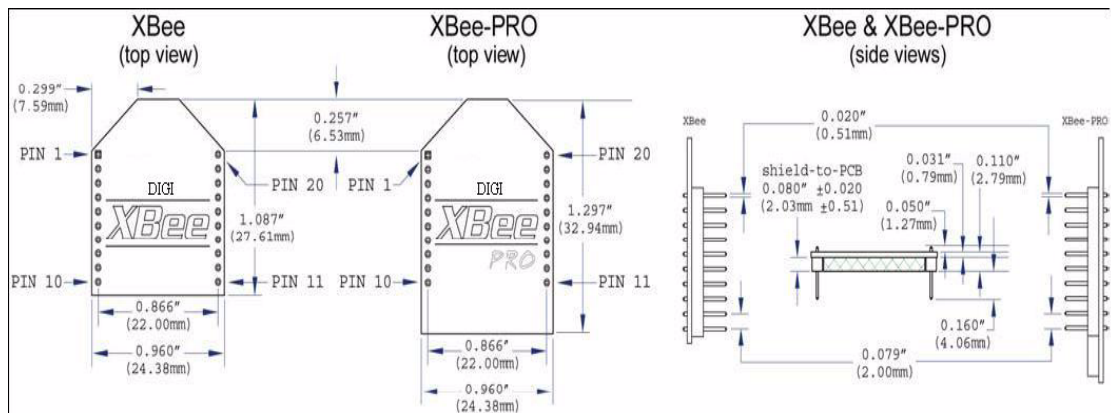 XBee
(top view)
0.299″
(7.59mm)
PIN 1
PIN 20
DIGI
XBee
1.087″
(27.61mm)
PIN 10
PIN 11
0.866″
(22.00mm)
0.960″
(24.38mm)
0.257″
(6.53mm)
XBee-PRO
(top view)
PIN 1
PIN 20
DIGI
XBee
PRO
1.297″
(32.94mm)
PIN 10
PIN 11
0.866″
(22.00mm)
0.960″
(24.38mm)
XBee & XBee-PRO
(side views)
XBee
XBee-PRO
0.020″
(0.51mm)
shield-to-PCB
0.080″ ±0.020
(2.03mm ±0.51)
0.031″
(0.79mm)
0.110″
(2.79mm)
0.050″
(1.27mm)
0.160″
(4.06mm)
0.079″
(2.00mm)